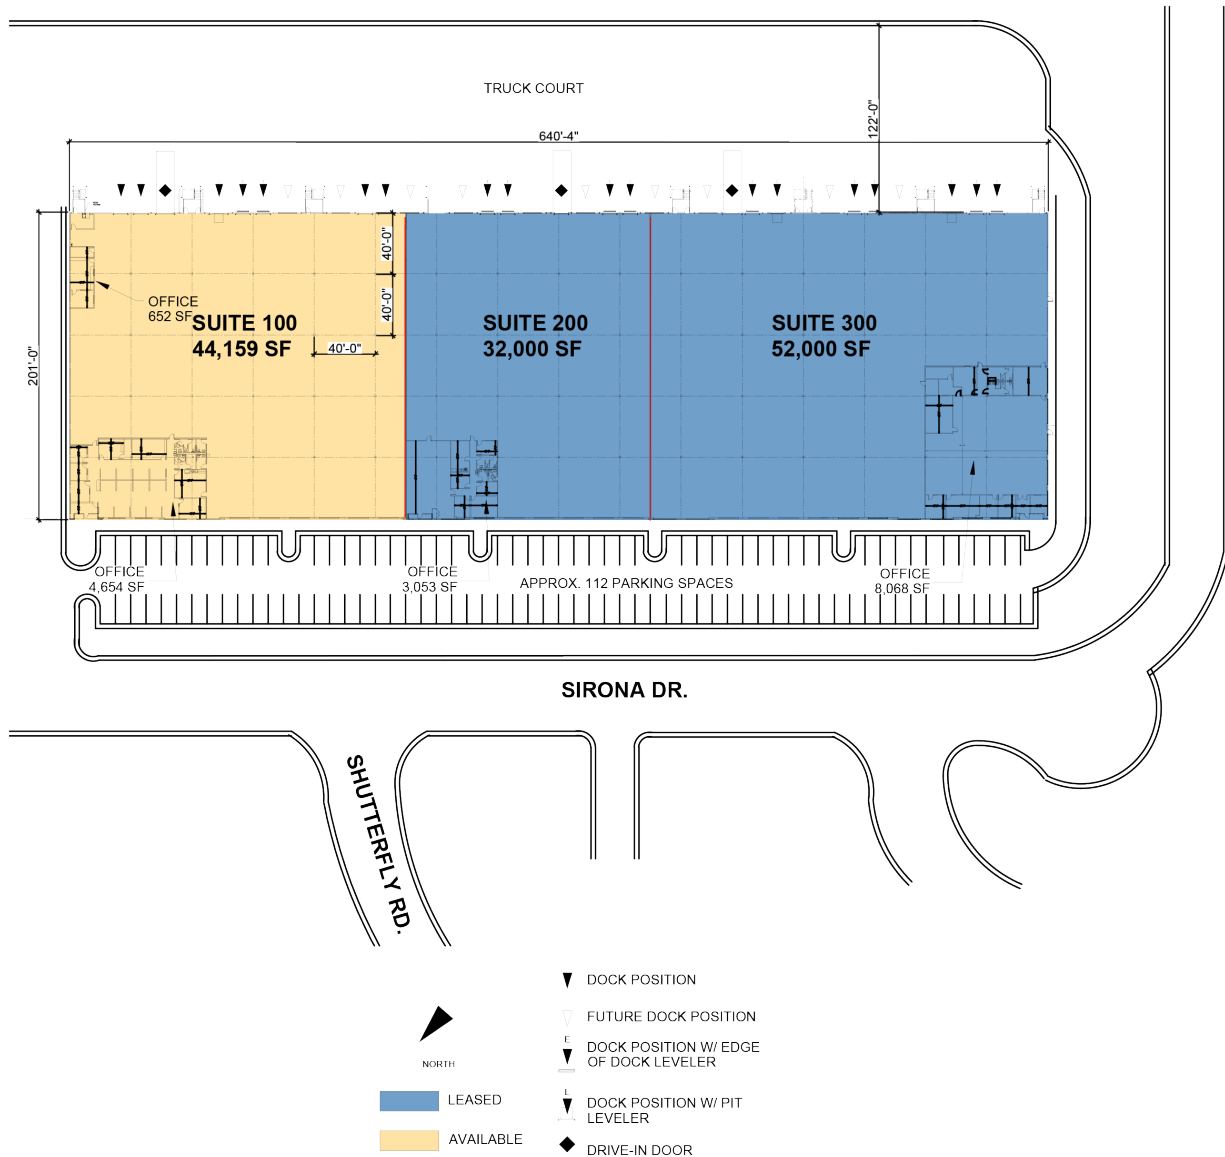 TRUCK COURT
122'-0"
640'-4"
40'-0"
40'-0"
OFFICE
652 SF
SUITE 100
44,159 SF
SUITE 200
32,000 SF
SUITE 300
52,000 SF
40'-0"
201'-0"
OFFICE
4,654 SF
OFFICE
3,053 SF
APPROX. 112 PARKING SPACES
OFFICE
8,068 SF
SIRONA DR.
SHUTTERFLY RD.
DOCK POSITION
FUTURE DOCK POSITION
E
DOCK POSITION W/ EDGE
OF DOCK LEVELER
NORTH
L
LEASED
DOCK POSITION W/ PIT
LEVELER
AVAILABLE
DRIVE-IN DOOR